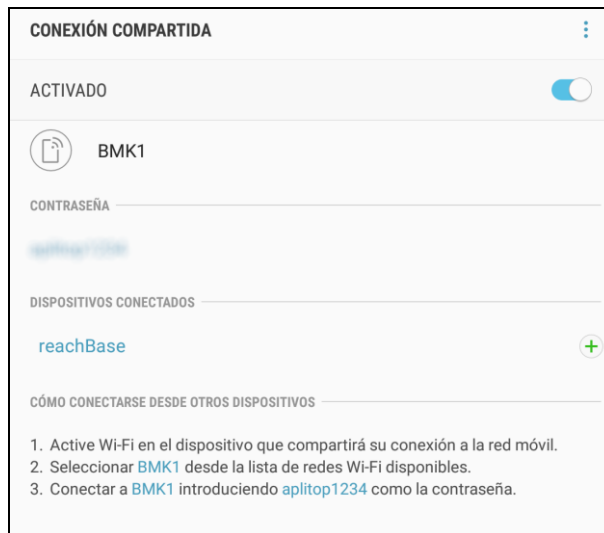 CONEXIÓN COMPARTIDA
ACTIVADO
BMK1
CONTRASEÑA
DISPOSITIVOS CONECTADOS
reachBase
CÓMO CONECTARSE DESDE OTROS DISPOSITIVOS
1. Active Wi-Fi en el dispositivo que compartirá su conexión a la red móvil.
2. Seleccionar BMK1 desde la lista de redes Wi-Fi disponibles.
3. Conectar a BMK1 introduciendo aplitop1234 como la contraseña.